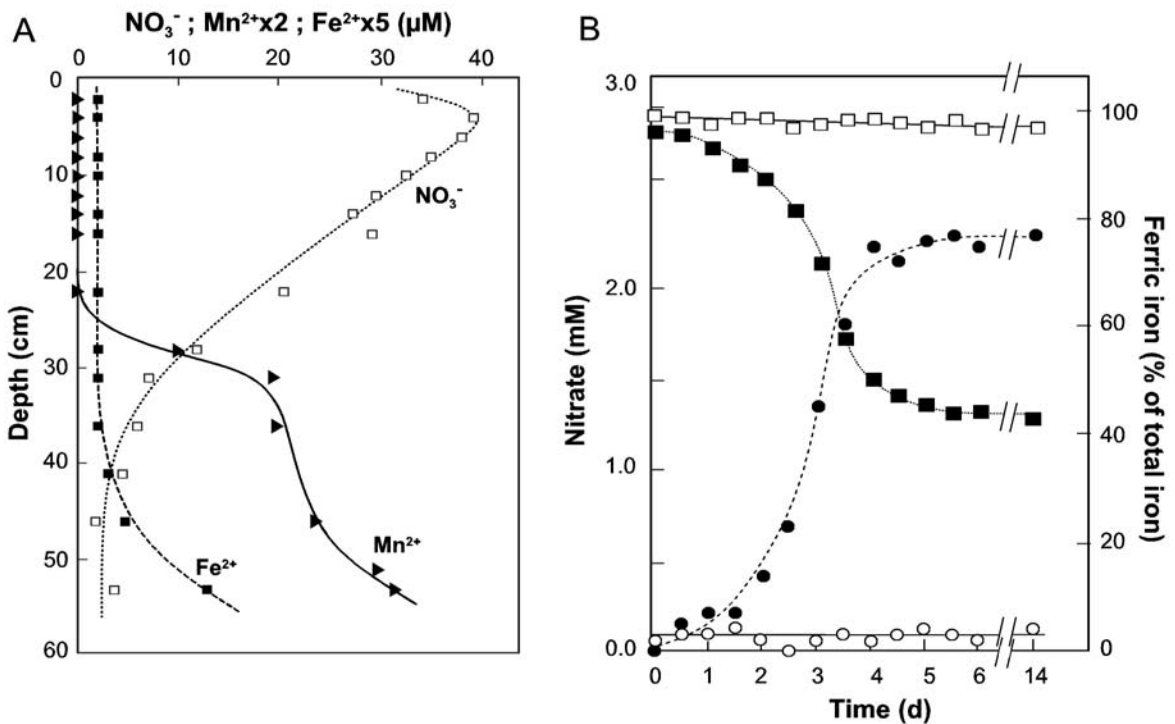 A
NO₃⁻ ; Mn²⁺x2 ; Fe²⁺x5 (µM)
0 10 20 30 40
Depth (cm)
0
10
20
30
40
50
60
NO₃⁻
Fe²⁺
Mn²⁺
B
Nitrate (mM)
3.0
2.0
1.0
0.0
Ferric iron (% of total iron)
100
80
60
40
20
0
0 1 2 3 4 5 6 14
Time (d)